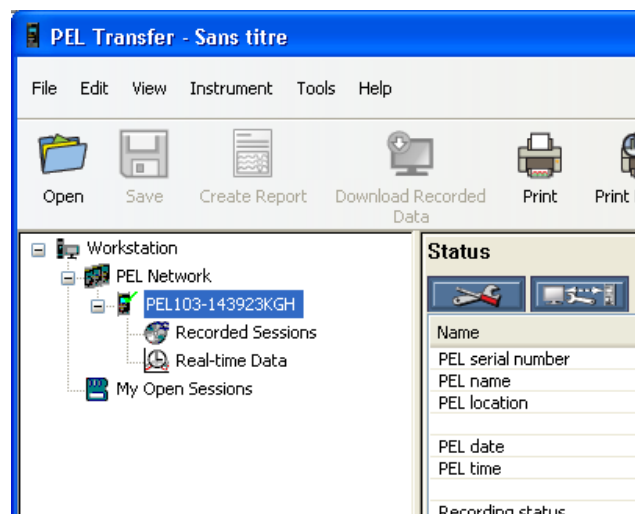 PEL Transfer - Sans titre
File Edit View Instrument Tools Help
Open Save Create Report Download Recorded Data Print Print
Workstation
PEL Network
PEL103-143923KGH
Recorded Sessions
Real-time Data
My Open Sessions
Status
Name
PEL serial number
PEL name
PEL location
PEL date
PEL time
Recording status